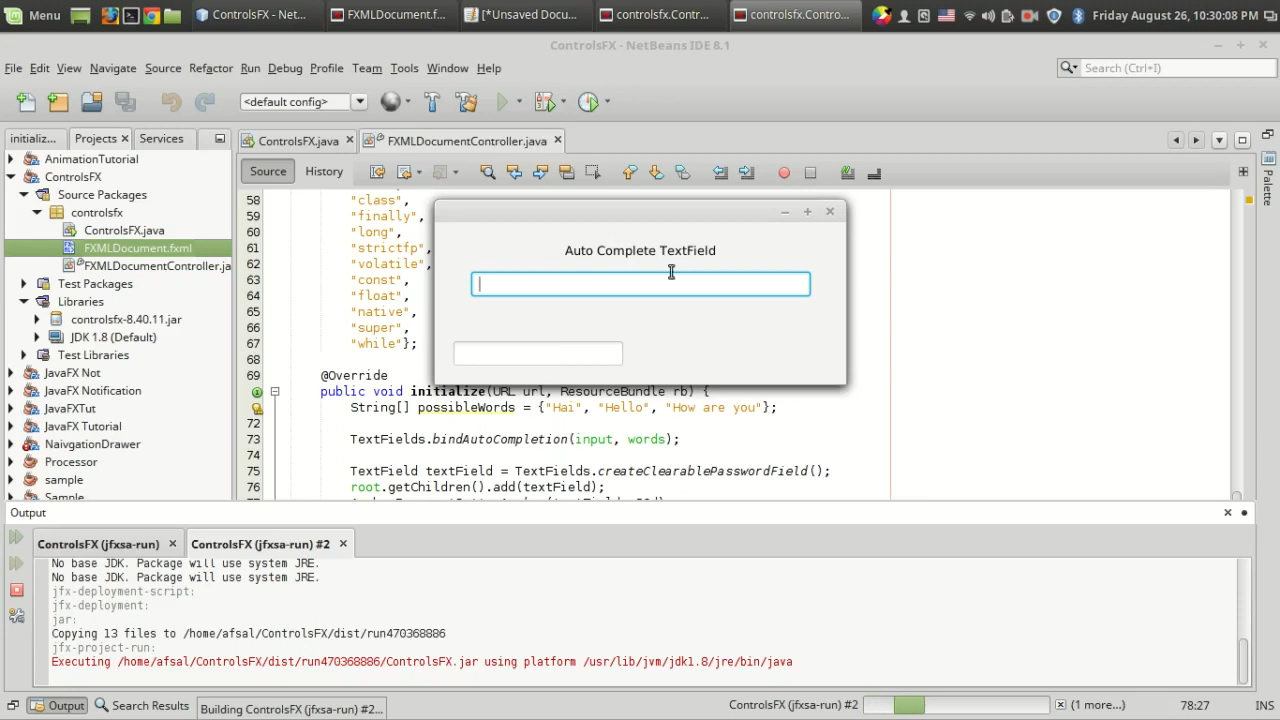 Menu
ControlsFX - NetB...
FXMLDocument.f...
[*Unsaved Docu...
controlsfx.Contr...
controlsfx.Contro...
Friday August 26, 10:30:08 PM
ControlsFX - NetBeans IDE 8.1
File Edit View Navigate Source Refactor Run Debug Profile Team Tools Window Help
Search (Ctrl+I)
<default config>
initializ... Projects Services
ControlsFX.java
FXMLDocumentController.java
Source History
Palette
AnimationTutorial
ControlsFX
Source Packages
controlsfx
ControlsFX.java
FXMLDocument.fxml
FXMLDocumentController.ja
Test Packages
Libraries
controlsfx-8.40.11.jar
JDK 1.8 (Default)
Test Libraries
JavaFX Not
JavaFX Notification
JavaFXTut
JavaFX Tutorial
NaivgationDrawer
Processor
sample
Sample
58 "class",
59 "finally",
60 "long",
61 "strictfp",
62 "volatile",
63 "const",
64 "float",
65 "native",
66 "super",
67 "while"};
68
69 @Override
public void initialize(URL url, ResourceBundle rb) {
String[] possibleWords = {"Hai", "Hello", "How are you"};
72
73 TextFields.bindAutoCompletion(input, words);
74
75 TextField textField = TextFields.createClearablePasswordField();
76 root.getChildren().add(textField);
Auto Complete TextField
Output
ControlsFX (jfxsa-run)
ControlsFX (jfxsa-run) #2
No base JDK. Package will use system JRE.
No base JDK. Package will use system JRE.
jfx-deployment-script:
jfx-deployment:
jar:
Copying 13 files to /home/afsal/ControlsFX/dist/run470368886
jfx-project-run:
Executing /home/afsal/ControlsFX/dist/run470368886/ControlsFX.jar using platform /usr/lib/jvm/jdk1.8/jre/bin/java
Output
Search Results
Building ControlsFX (jfxsa-run) #2...
ControlsFX (jfxsa-run) #2
(1 more...)
78:27
INS